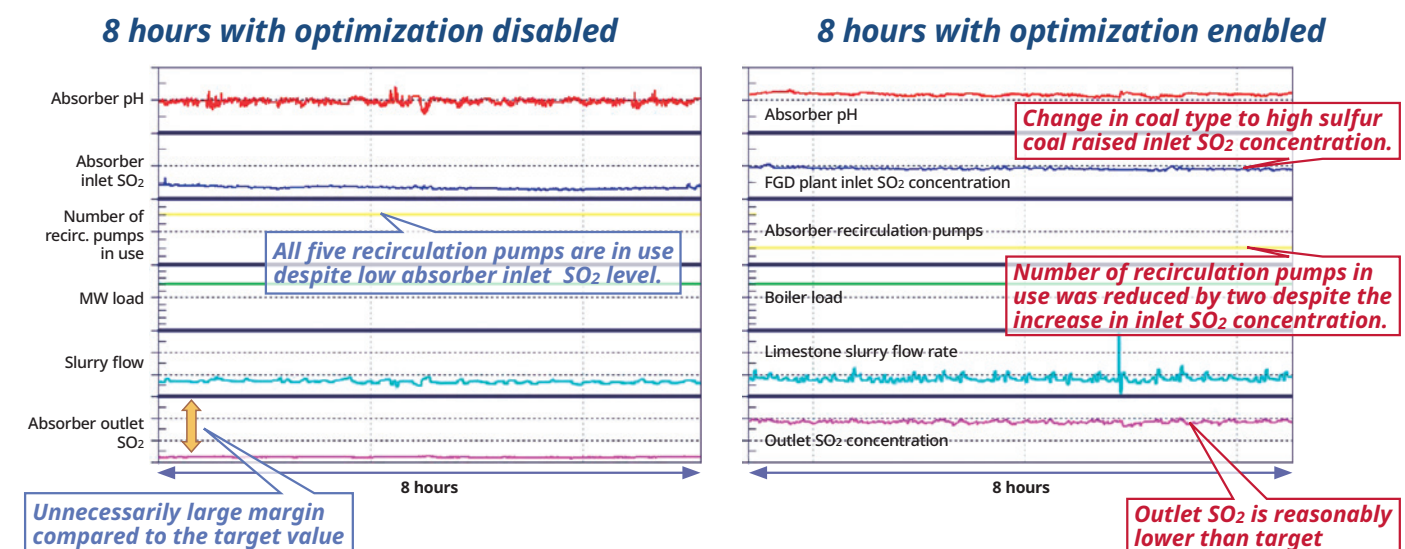 8 hours with optimization disabled
Absorber pH
Absorber
inlet SO2
Number of
recirc. pumps
in use
MW load
Slurry flow
Absorber outlet
SO2
All five recirculation pumps are in use
despite low absorber inlet SO2 level.
8 hours
Unnecessarily large margin
compared to the target value
8 hours with optimization enabled
Absorber pH
Change in coal type to high sulfur
coal raised inlet SO2 concentration.
FGD plant inlet SO2 concentration
Absorber recirculation pumps
Number of recirculation pumps in
use was reduced by two despite the
increase in inlet SO2 concentration.
Boiler load
Limestone slurry flow rate
Outlet SO2 concentration
8 hours
Outlet SO2 is reasonably
lower than target